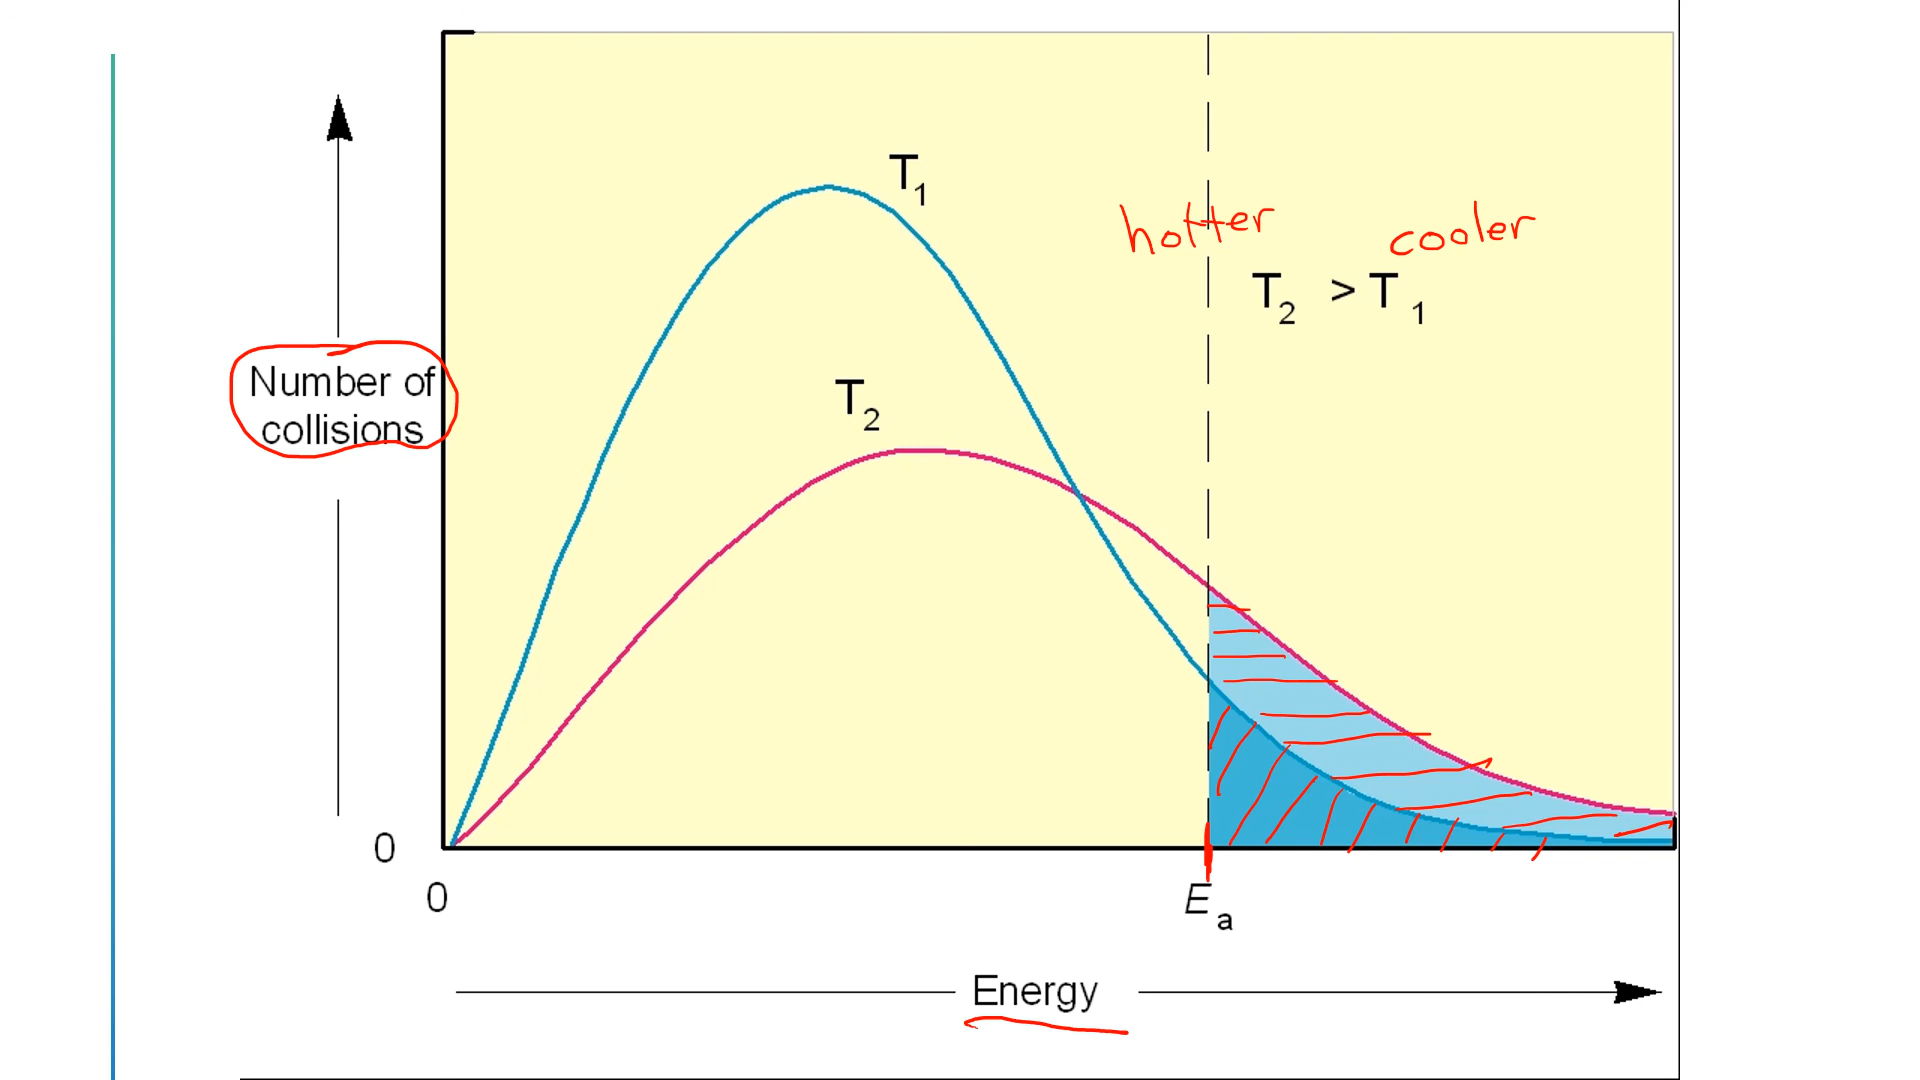 T1
hotter
cooler
T2 > T1
Number of
collisions
T2
0
0
Ea
Energy